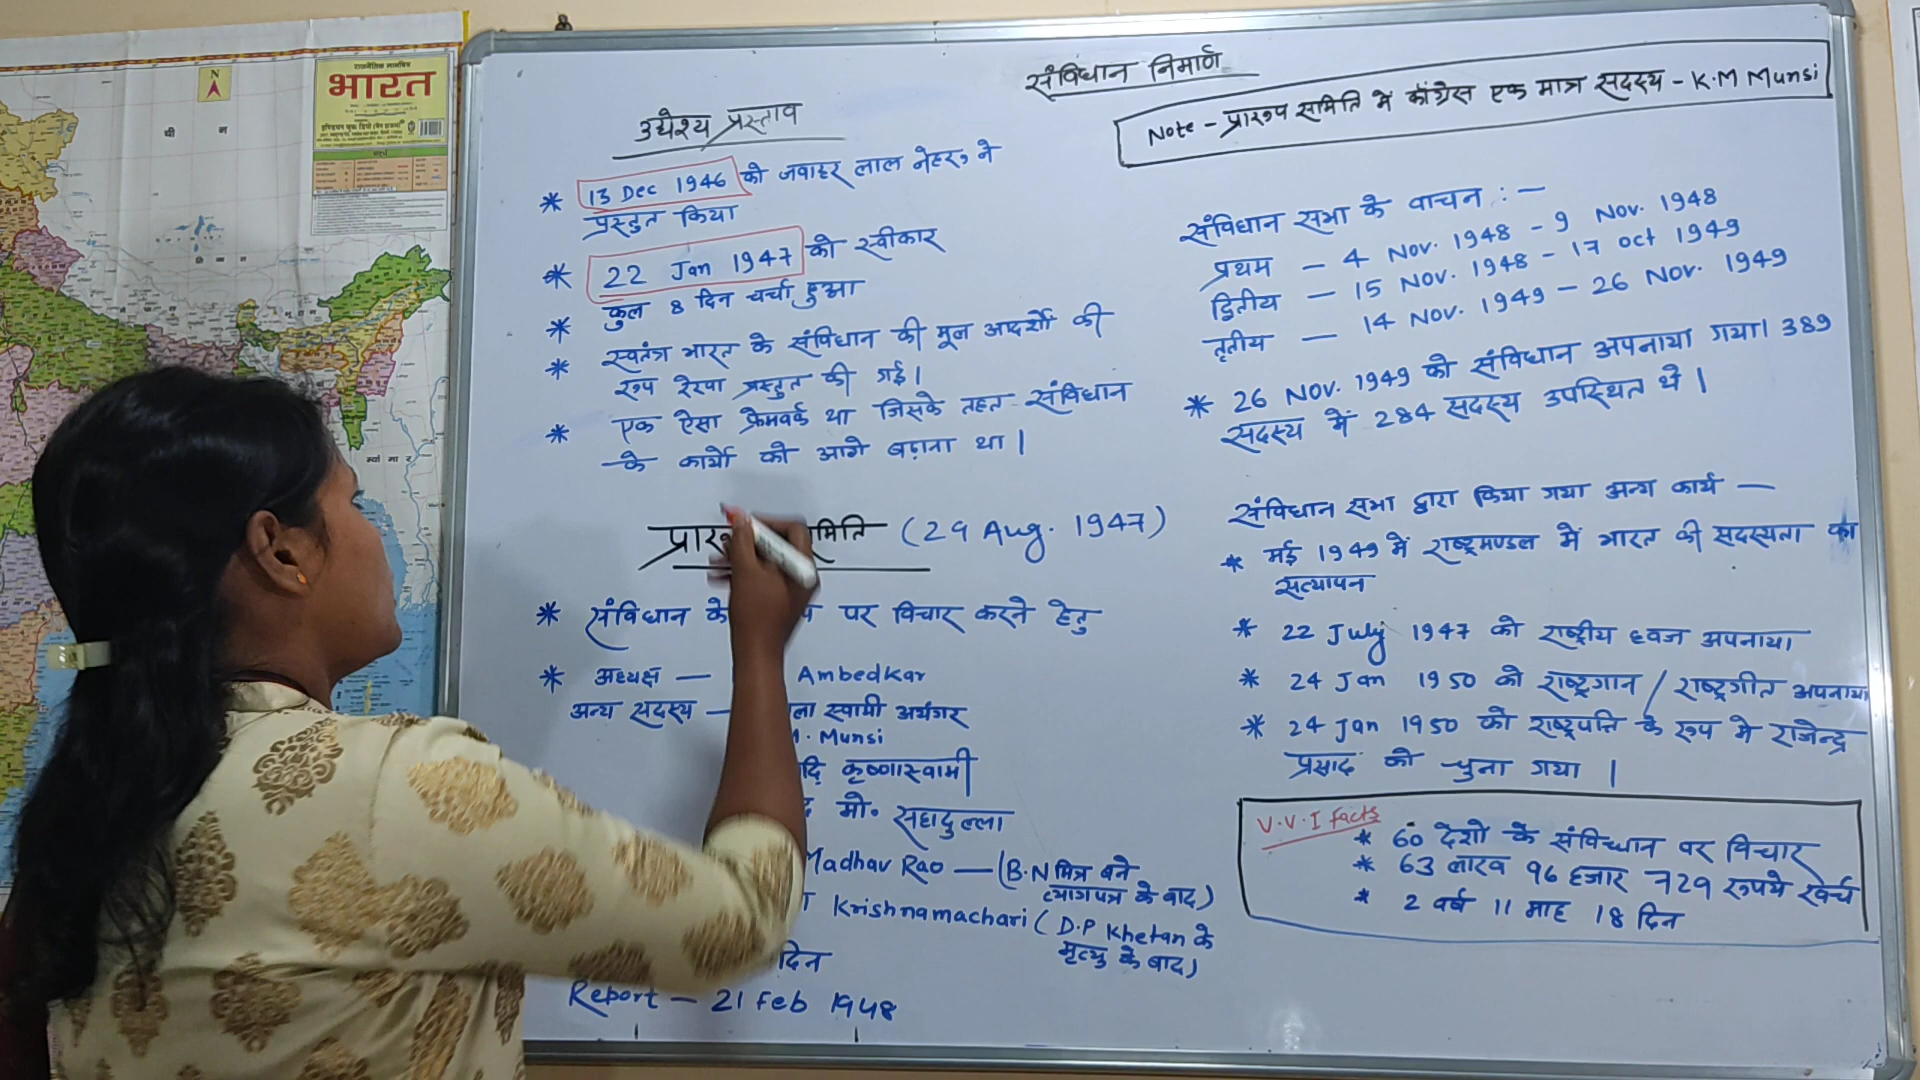 राजनैतिक मानचित्र
भारत
N
ची न
म्यां मा र
संविधान निर्माण
Note - प्रारूप समिति में कॉंग्रेस एक मात्र सदस्य - K.M Munsi
उद्येश्य प्रस्ताव
* 13 Dec 1946 को जवाहर लाल नेहरू ने
प्रस्तुत किया
* 22 Jan 1947 को स्वीकार
* कुल 8 दिन चर्चा हुआ
* स्वतंत्र भारत के संविधान की मूल आदर्शो की
रूप रेखा प्रस्तुत की गई।
* एक ऐसा फ्रेमवर्क था जिसके तहत संविधान
के कार्यो को आगे बढ़ाना था।
प्रारू मिति (29 Aug. 1947)
* संविधान के पर विचार करने हेतु
* अध्यक्ष — Ambedkar
अन्य सदस्य — ला स्वामी अयंगर
M. Munsi
दि कृष्णास्वामी
द मो. सहादुल्ला
Madhav Rao — (B.N मित्र बने
त्यागपत्र के बाद)
T Krishnamachari (D.P Khetan के
मृत्यु के बाद)
दिन
Report — 21 Feb 1948
संविधान सभा के वाचन : —
प्रथम — 4 Nov. 1948 - 9 Nov. 1948
द्वितीय — 15 Nov. 1948 - 17 oct 1949
तृतीय — 14 Nov. 1949 - 26 Nov. 1949
* 26 Nov. 1949 को संविधान अपनाया गया। 389
सदस्य में 284 सदस्य उपस्थित थे।
संविधान सभा द्वारा किया गया अन्य कार्य —
* मई 1949 में राष्ट्रमण्डल में भारत की सदस्यता का
सत्यापन
* 22 July 1947 को राष्ट्रीय ध्वज अपनाया
* 24 Jan 1950 को राष्ट्रगान / राष्ट्रगीत अपनाया
* 24 Jan 1950 को राष्ट्रपति के रूप मे राजेन्द्र
प्रसाद को चुना गया।
V.V.I facts
* 60 देशो के संविधान पर विचार
* 63 लाख 96 हजार 729 रुपये खर्च
* 2 वर्ष 11 माह 18 दिन